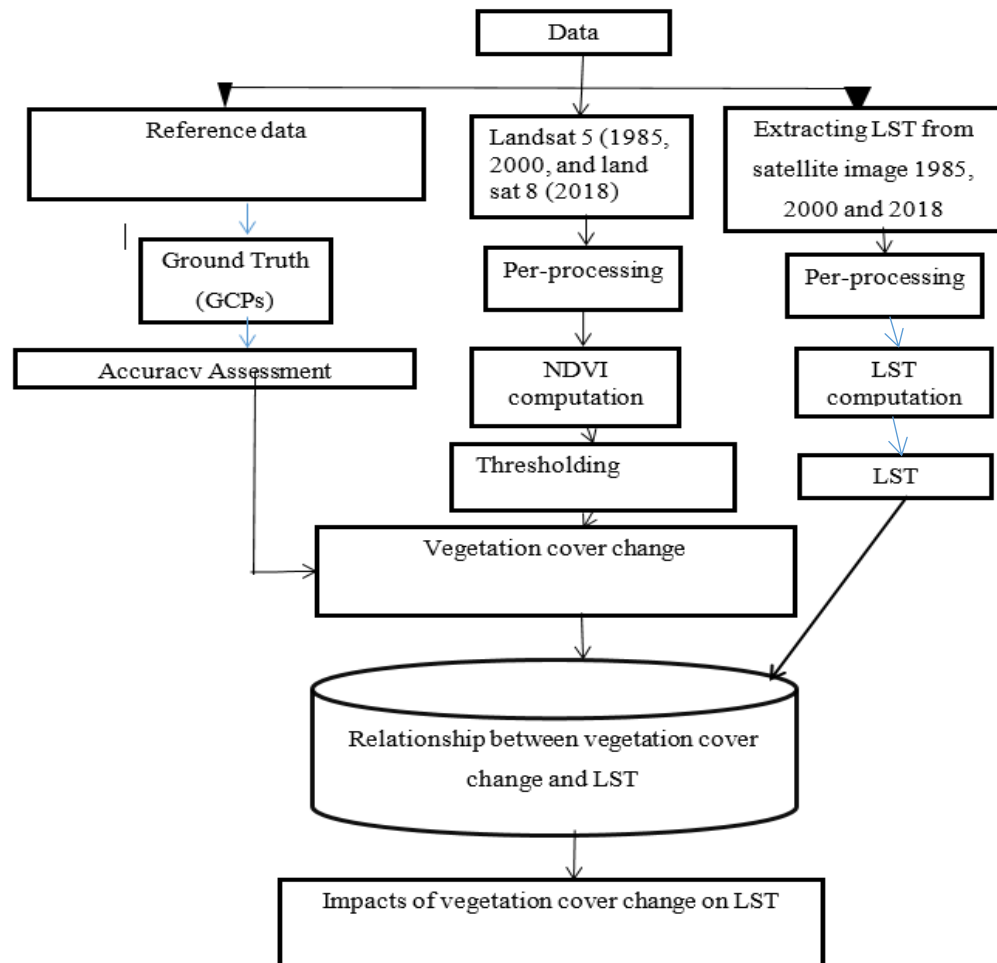 Data
Reference data
Landsat 5 (1985,
2000, and land
sat 8 (2018)
Extracting LST from
satellite image 1985,
2000 and 2018
Ground Truth
(GCPs)
Per-processing
Per-processing
Accuracy Assessment
NDVI
computation
LST
computation
Thresholding
LST
Vegetation cover change
Relationship between vegetation cover
change and LST
Impacts of vegetation cover change on LST